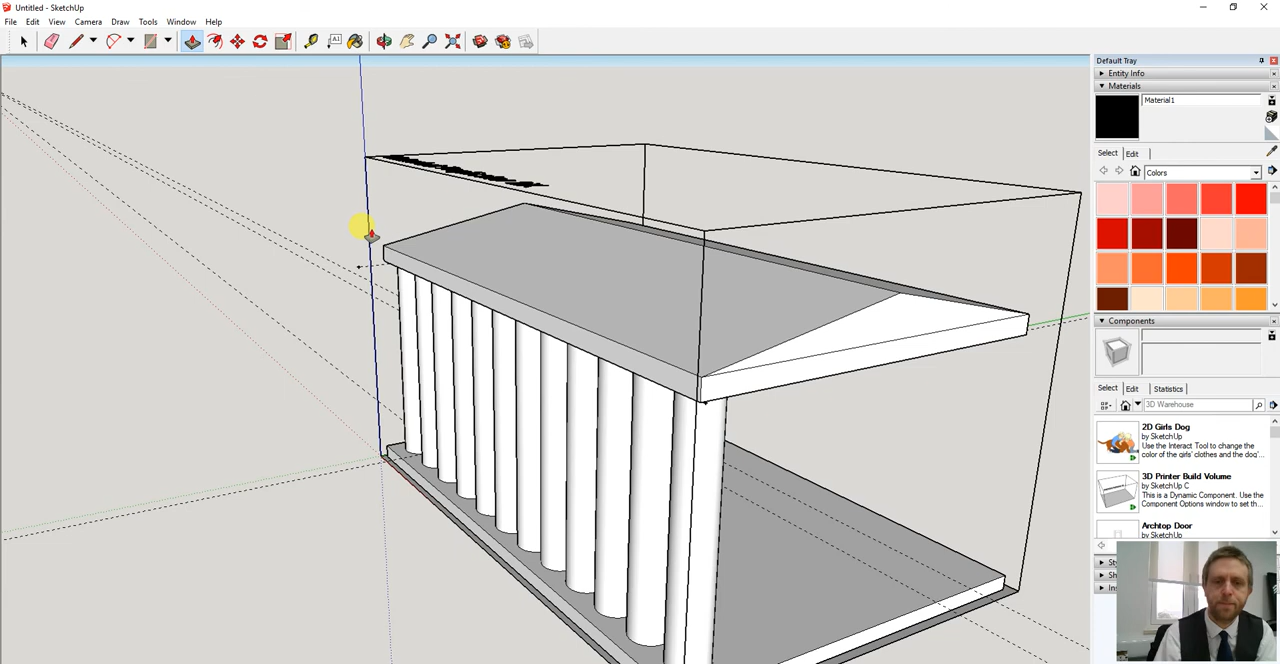 Untitled - SketchUp
File Edit View Camera Draw Tools Window Help
Default Tray
Entity Info
Materials
Material1
Select Edit
Colors
Components
Select Edit Statistics
3D Warehouse
2D Girls Dog
by SketchUp
Use the Interact Tool to change the
color of the girls' clothes and the dog'...
3D Printer Build Volume
by SketchUp C
This is a Dynamic Component. Use the
Component Options window to set th...
Archtop Door
by SketchUp